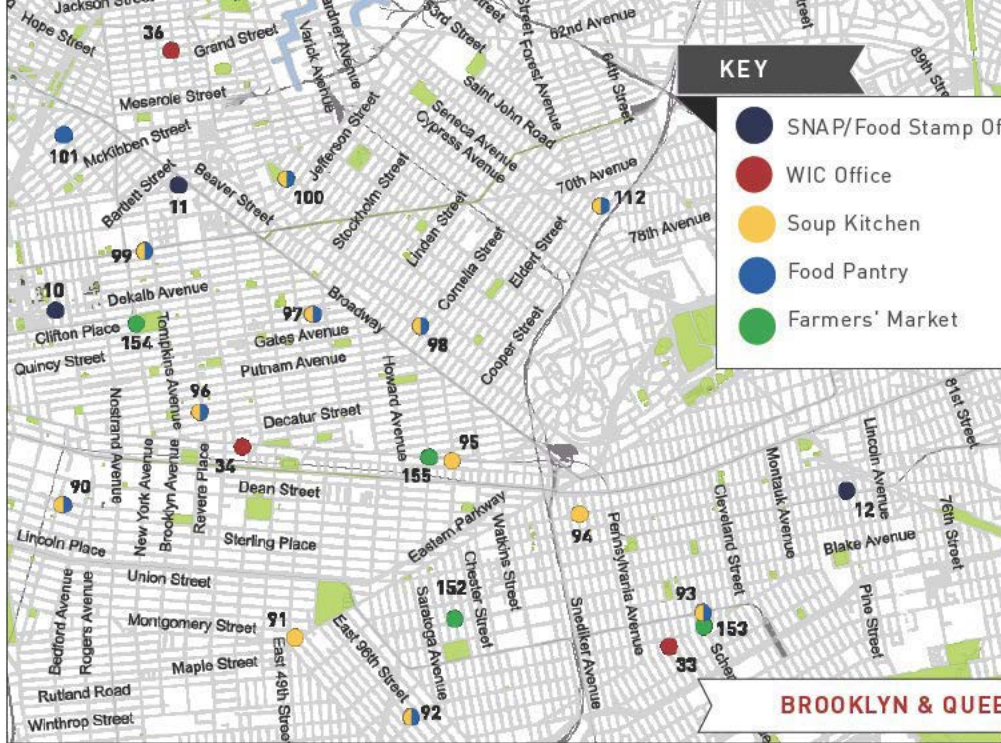 Jackson Street
Hope Street
36
Grand Street
Varick Avenue
Gardner Avenue
53rd Street
Street
Forest Avenue
62nd Avenue
64th Street
Street
89th Street
KEY
SNAP/Food Stamp Of
WIC Office
Soup Kitchen
Food Pantry
Farmers' Market
Meserole Street
101
McKibben Street
Bartlett Street
11
Beaver Street
100
Jefferson Street
Saint John Road
Seneca Avenue
Cypress Avenue
Stockholm Street
Linden Street
Cornelia Street
Eldert Street
70th Avenue
112
78th Avenue
99
10
Dekalb Avenue
Clifton Place
154
Quincy Street
Tompkins Avenue
97
Gates Avenue
Putnam Avenue
Broadway
98
Cooper Street
96
Decatur Street
Howard Avenue
Nostrand Avenue
34
155
95
90
New York Avenue
Brooklyn Avenue
Revere Place
Dean Street
Sterling Place
Lincoln Place
Eastern Parkway
Watkins Street
94
Pennsylvania Avenue
Cleveland Street
Montauk Avenue
Lincoln Avenue
12
Blake Avenue
81st Street
76th Street
Pine Street
Union Street
Bedford Avenue
Rogers Avenue
Montgomery Street
91
Maple Street
Rutland Road
Winthrop Street
East 49th Street
East 96th Street
92
152
Saratoga Avenue
Chester Street
Snediker Avenue
93
153
33
Schen
BROOKLYN & QUEE